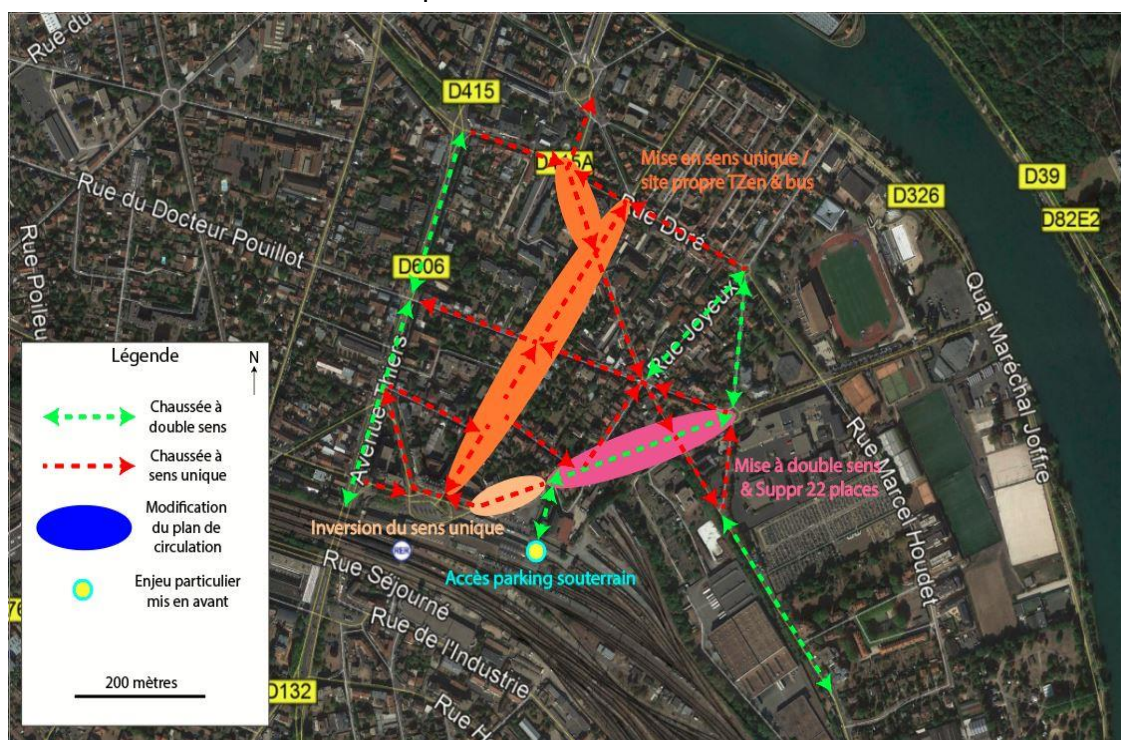 Rue du
D415
D415A
Mise en sens unique /
site propre TZen & bus
Rue Doré
D326
D39
D82E2
Rue du Docteur Pouillot
Rue Poileu
D606
Avenue Thiers
Rue Joyeux
Quai Maréchal Joffre
Rue Marcel Houdet
Mise à double sens
& Suppr 22 places
Inversion du sens unique
RER
Accès parking souterrain
Rue Séjourné
Rue de l'Industrie
D132
Rue H
Légende
N
Chaussée à
double sens
Chaussée à
sens unique
Modification
du plan de
circulation
Enjeu particulier
mis en avant
200 mètres